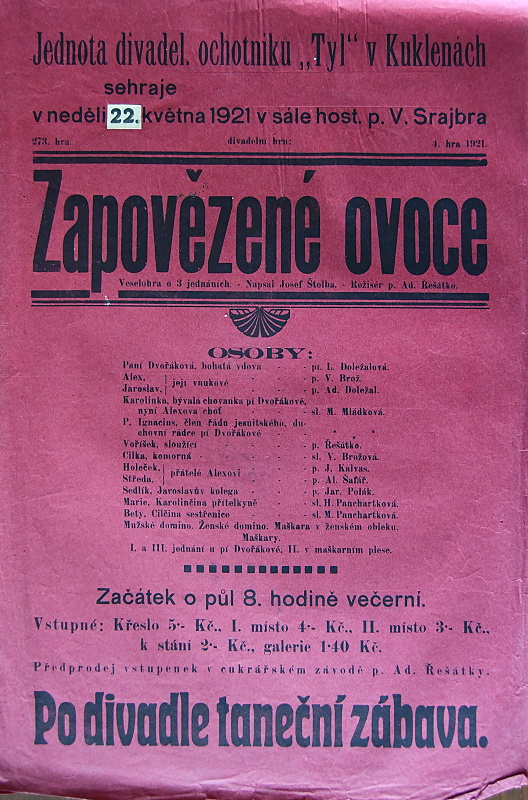 Jednota divadel. ochotníků „Tyl“ v Kuklenách
sehraje
v neděli 22. května 1921 v sále host. p. V. Srajbra
273. hra. divadelní hru: 4. hra 1921.
Zapovězené ovoce
Veselohra o 3 jednáních. - Napsal Josef Štolba. - Režisér p. Ad. Řešátko.
OSOBY:
Paní Dvořáková, bohatá vdova - - pí. L. Doležalová.
Alex, - - - p. V. Brož.
její vnukové
Jaroslav, - - - p. Ad. Doležal.
Karolinka, bývalá chovanka pí Dvořákové,
nyní Alexova choť - - - sl. M. Mládková.
P. Ignacius, člen řádu jesuitského, du-
chovní rádce pí Dvořákové - - - * * *
Voříšek, sloužící - - - - p. Řešátko.
Cilka, komorná - - - - sl. V. Brožová.
Holeček, - - - p. J. Kalvas.
přátelé Alexovi
Středa, - - - p. Al. Šafář.
Sedlík, Jaroslavův kolega - - - p. Jar. Polák.
Marie, Karolinčina přítelkyně - - sl. H. Panchartková.
Bety, Cilčina sestřenice - - - sl. M. Panchartková.
Mužské domino. Ženské domino. Maškara v ženském obleku.
Maškary.
I. a III. jednání u pí Dvořákové, II. v maškarním plese.
Začátek o půl 8. hodině večerní.
Vstupné: Křeslo 5·- Kč., I. místo 4·- Kč., II. místo 3·- Kč.,
k stání 2·- Kč., galerie 1·40 Kč.
Předprodej vstupenek v cukrářském závodě p. Ad. Řešátky.
Po divadle taneční zábava.